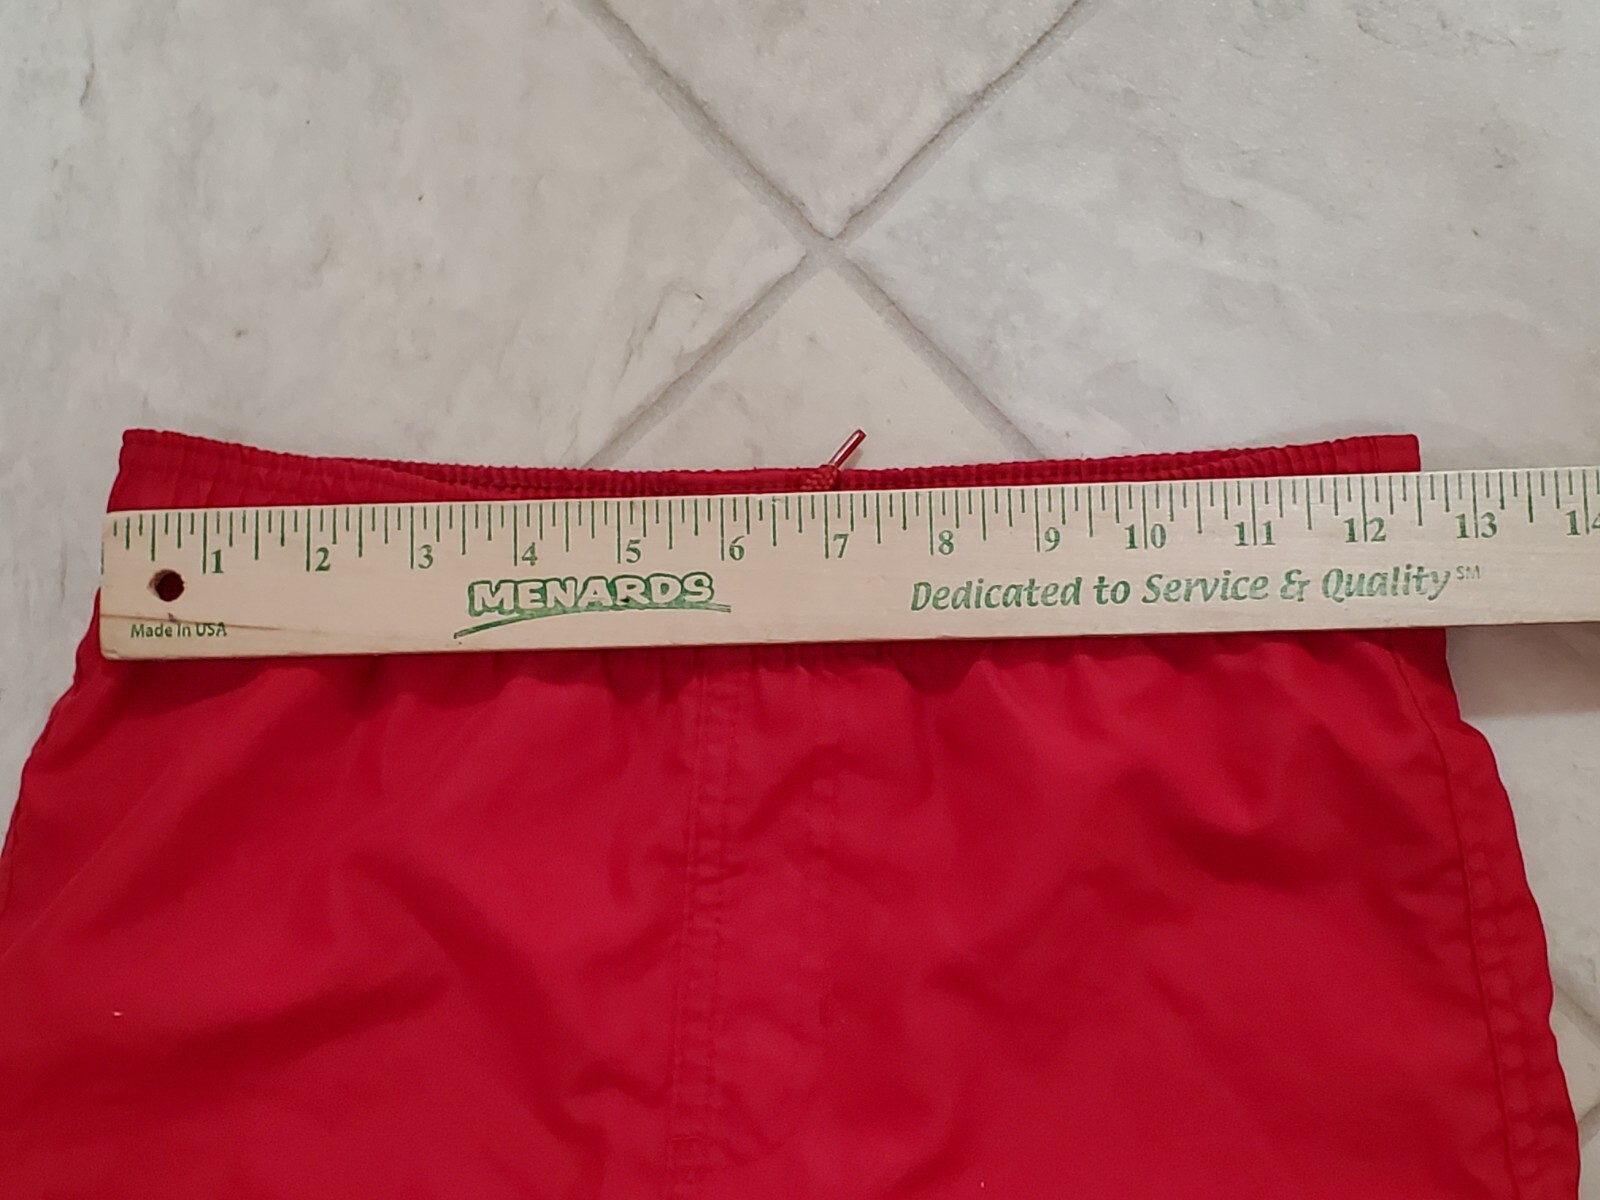 1 2 3 4 5 6 7 8 9 10 11 12 13 14
MENARDS Dedicated to Service & Quality SM
Made in USA